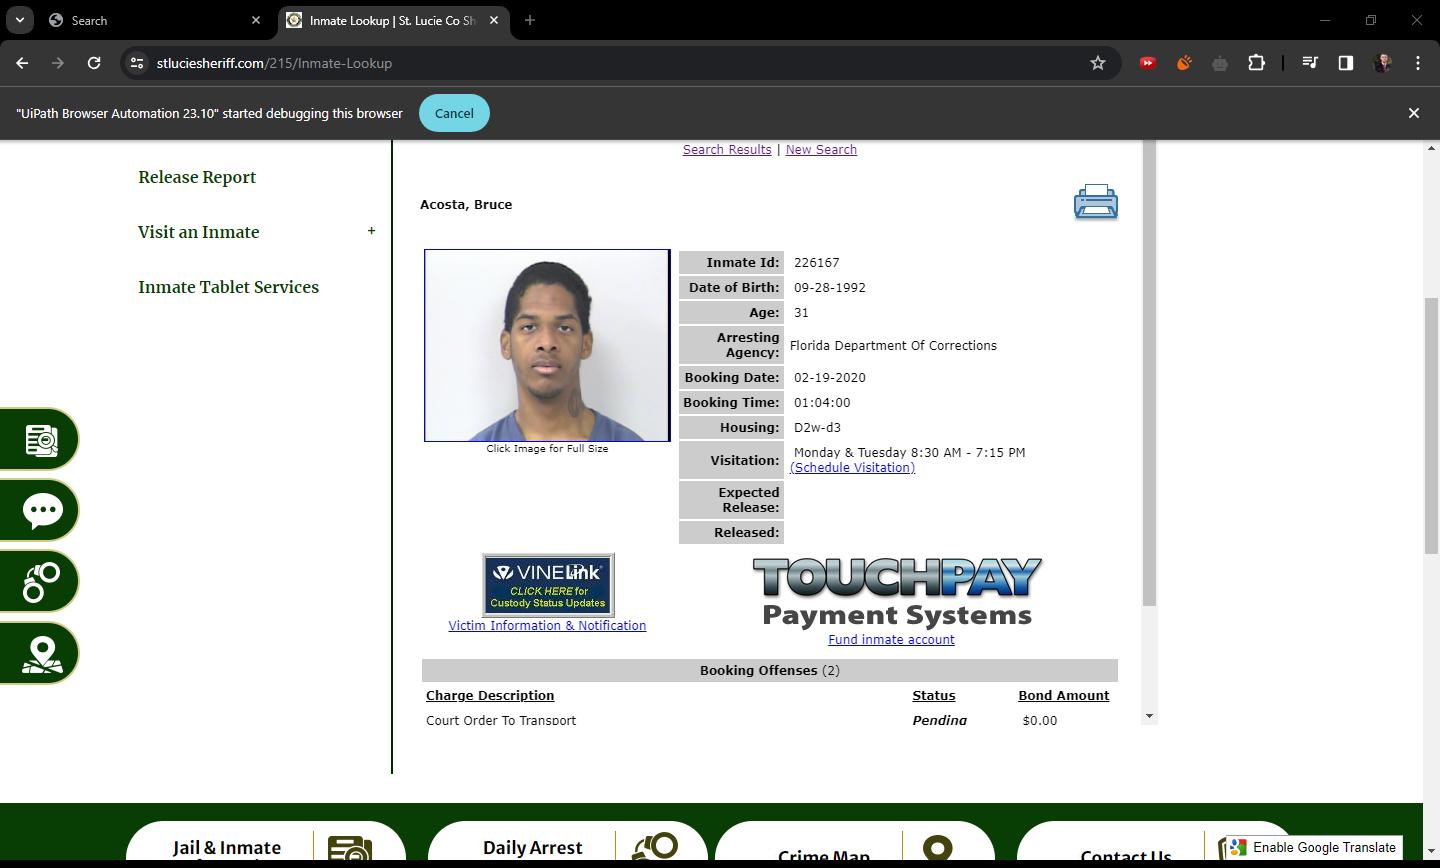 Search
Inmate Lookup | St. Lucie Co Sh
stluciesheriff.com/215/Inmate-Lookup
"UiPath Browser Automation 23.10" started debugging this browser
Cancel
Search Results | New Search
Release Report
Visit an Inmate +
Inmate Tablet Services
Acosta, Bruce
Click Image for Full Size
Inmate Id: 226167
Date of Birth: 09-28-1992
Age: 31
Arresting
Agency: Florida Department Of Corrections
Booking Date: 02-19-2020
Booking Time: 01:04:00
Housing: D2w-d3
Visitation: Monday & Tuesday 8:30 AM - 7:15 PM
(Schedule Visitation)
Expected
Release:
Released:
VINELink
CLICK HERE for
Custody Status Updates
Victim Information & Notification
TOUCHPAY
Payment Systems
Fund inmate account
Booking Offenses (2)
Charge Description Status Bond Amount
Court Order To Transport Pending $0.00
Jail & Inmate
Daily Arrest
Crime Map
Contact Us
Enable Google Translate